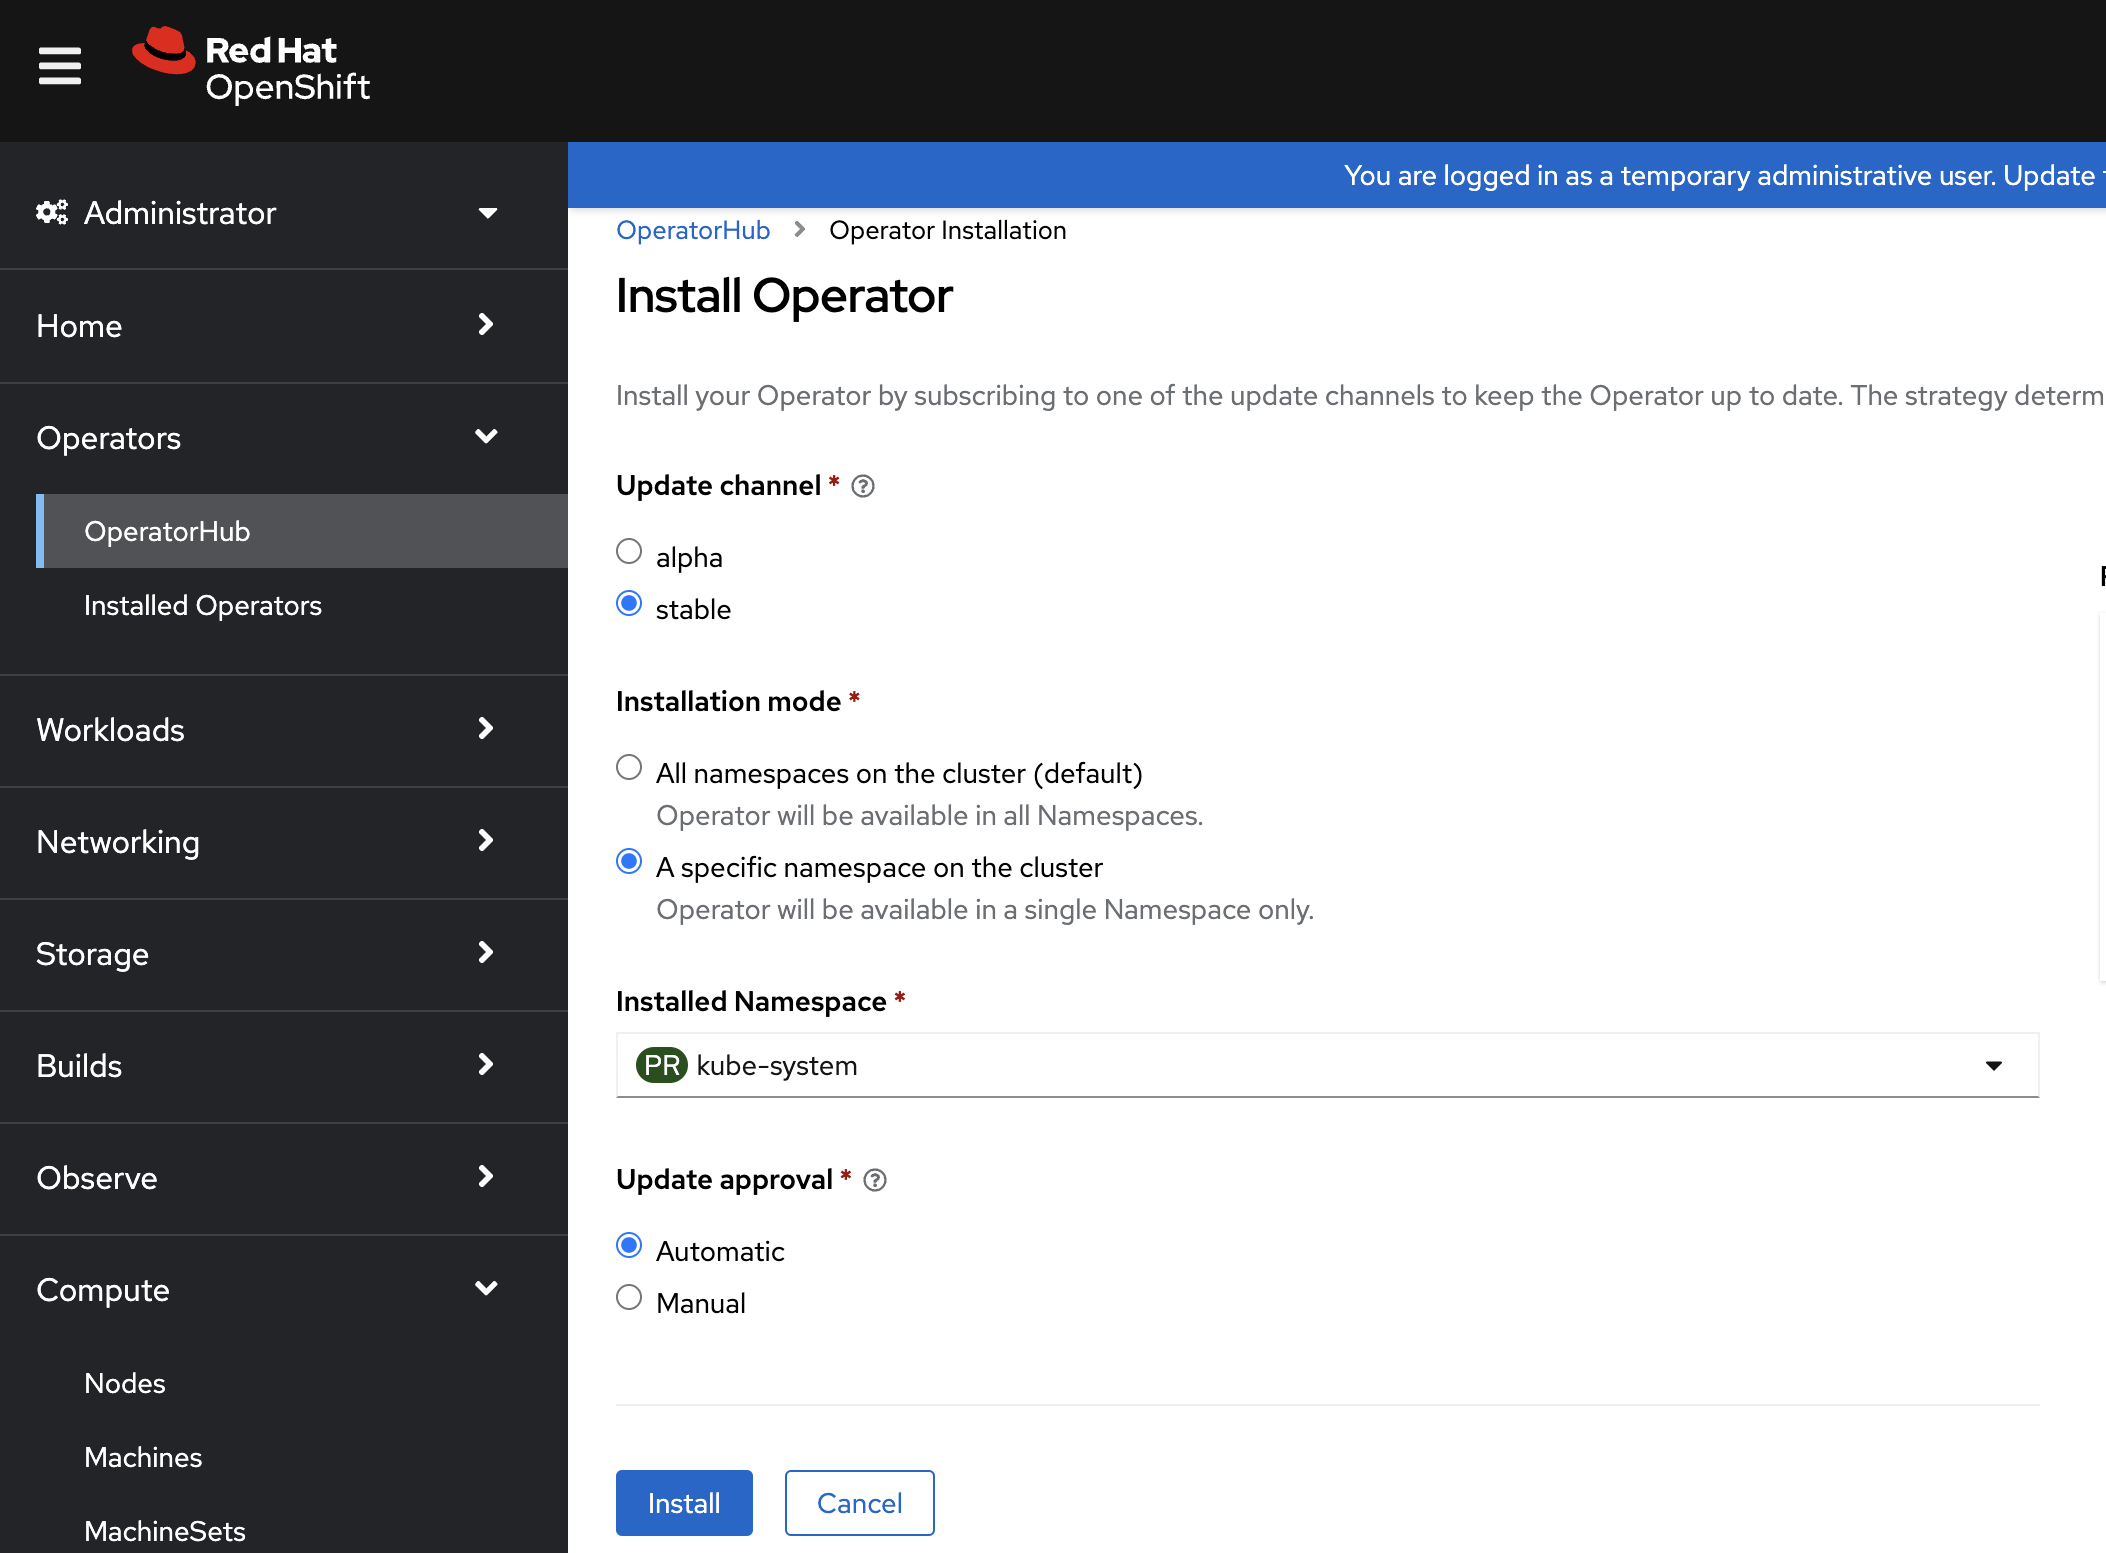 Red Hat
OpenShift
You are logged in as a temporary administrative user. Update
Administrator
Home
Operators
OperatorHub
Installed Operators
Workloads
Networking
Storage
Builds
Observe
Compute
Nodes
Machines
MachineSets
OperatorHub > Operator Installation
Install Operator
Install your Operator by subscribing to one of the update channels to keep the Operator up to date. The strategy determ
Update channel *
alpha
stable
Installation mode *
All namespaces on the cluster (default)
Operator will be available in all Namespaces.
A specific namespace on the cluster
Operator will be available in a single Namespace only.
Installed Namespace *
PR kube-system
Update approval *
Automatic
Manual
Install
Cancel